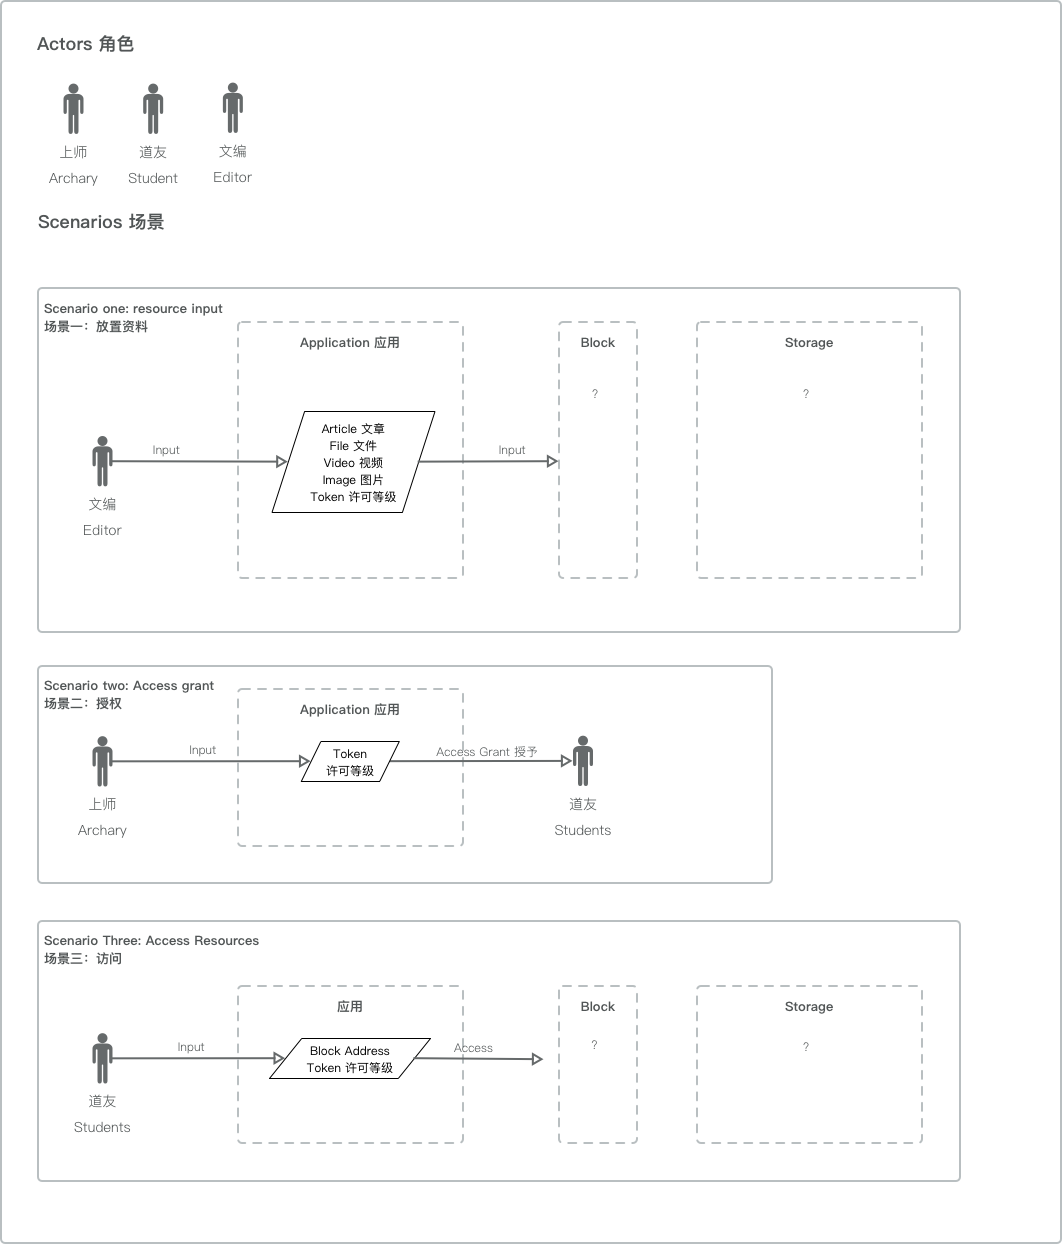 Actors 角色
上师
Archary
道友
Student
文编
Editor
Scenarios 场景
Scenario one: resource input
场景一：放置资料
Application 应用
Block
Storage
?
?
Article 文章
File 文件
Video 视频
Image 图片
Token 许可等级
Input
Input
文编
Editor
Scenario two: Access grant
场景二：授权
Application 应用
Input
Token
许可等级
Access Grant 授予
上师
Archary
道友
Students
Scenario Three: Access Resources
场景三：访问
应用
Block
Storage
Input
Block Address
Token 许可等级
Access
?
?
道友
Students